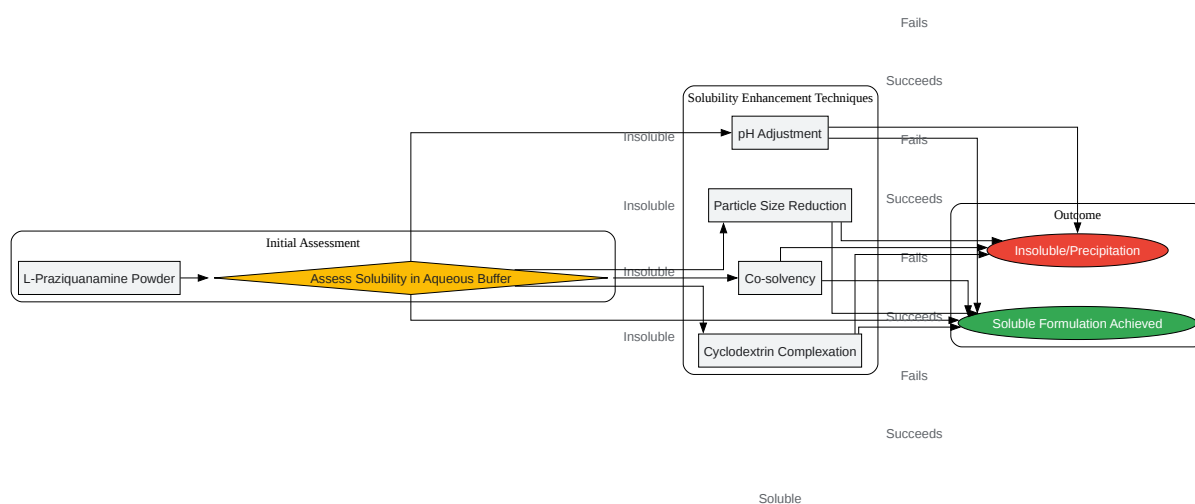 Fails
Succeeds
Solubility Enhancement Techniques
pH Adjustment
Insoluble
Fails
Particle Size Reduction
Insoluble
Succeeds
Outcome
Initial Assessment
Insoluble/Precipitation
Fails
L-Praziquanamine Powder
Assess Solubility in Aqueous Buffer
Insoluble
Co-solvency
Succeeds
Soluble Formulation Achieved
Insoluble
Cyclodextrin Complexation
Fails
Succeeds
Soluble